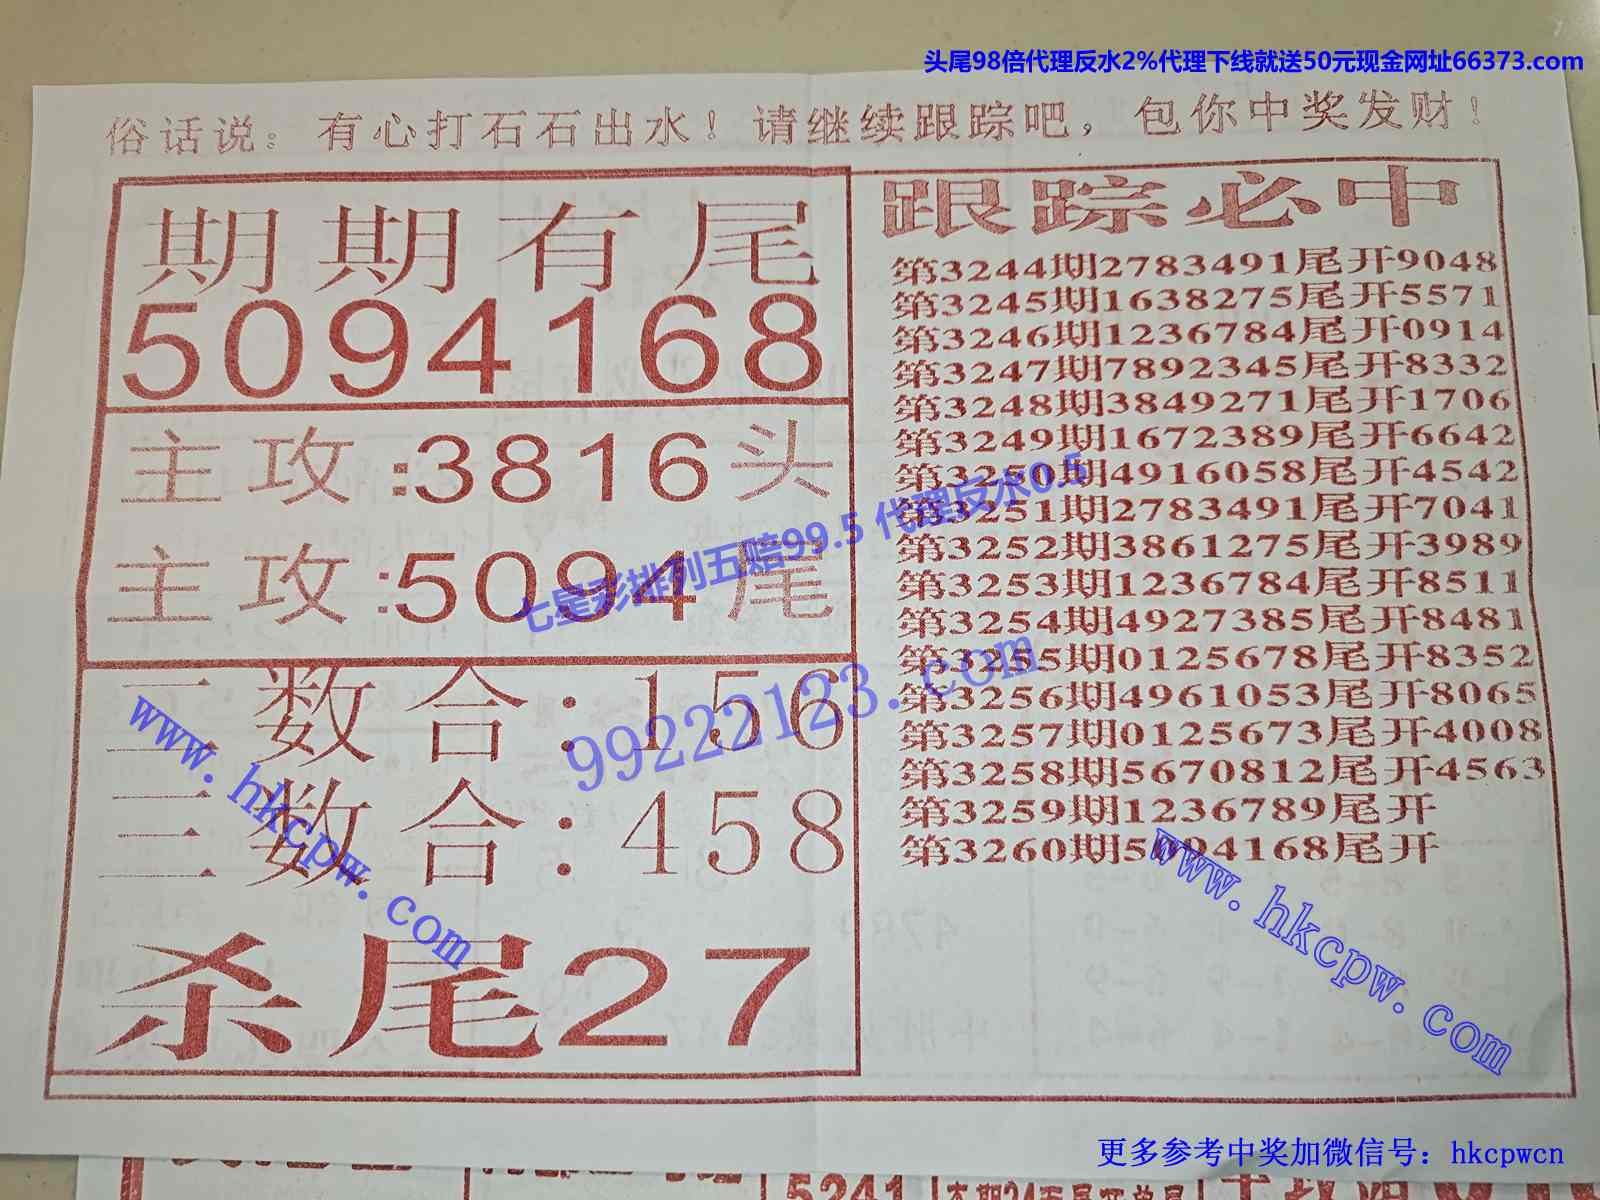 头尾98倍代理反水2%代理下线就送50元现金网址66373.com
俗话说：有心打石石出水！请继续跟踪吧，包你中奖发财！
期期有尾
5094168
主攻:3816头
主攻:5094尾
二数合:156
三数合:458
杀尾27
跟踪必中
第3244期2783491尾开9048
第3245期1638275尾开5571
第3246期1236784尾开0914
第3247期7892345尾开8332
第3248期3849271尾开1706
第3249期1672389尾开6642
第3250期4916058尾开4542
第3251期2783491尾开7041
第3252期3861275尾开3989
第3253期1236784尾开8511
第3254期4927385尾开8481
第3255期0125678尾开8352
第3256期4961053尾开8065
第3257期0125673尾开4008
第3258期5670812尾开4563
第3259期1236789尾开
第3260期5094168尾开
七星彩排列五赔99.5 代理反水0.5
99222123.com
www.hkcpw.com
www.hkcpw.com
更多参考中奖加微信号：hkcpwcn
5241